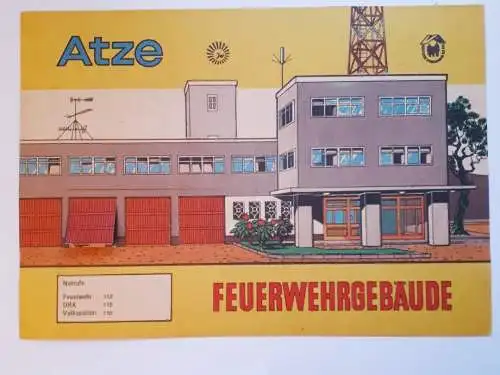 Atze
FEUERWEHRGEBÄUDE
Notrufe
Feuerwehr 112
DRK 115
Volkspolizei 110